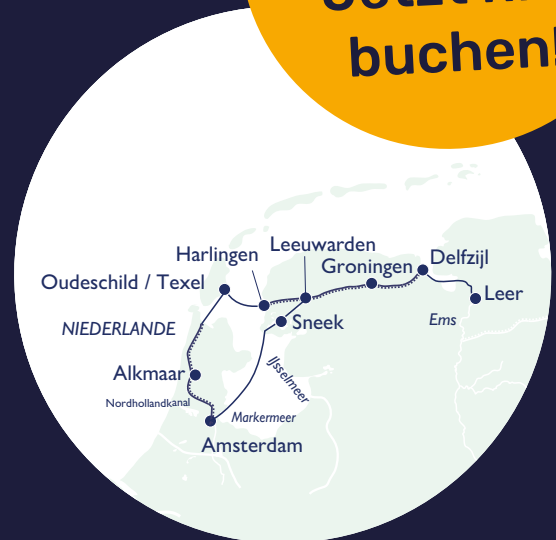 buchen!
Harlingen
Leeuwarden
Groningen
Delfzijl
Oudeschild / Texel
Leer
NIEDERLANDE
Sneek
Ems
IJsselmeer
Alkmaar
Nordhollandkanal
Markermeer
Amsterdam